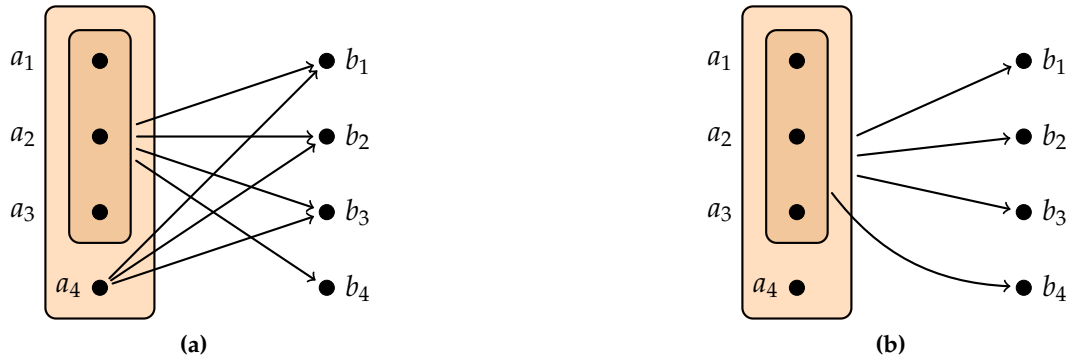 a₁ b₁ a₁ b₁
a₂ b₂ a₂ b₂
a₃ b₃ a₃ b₃
a₄ b₄ a₄ b₄
(a) (b)